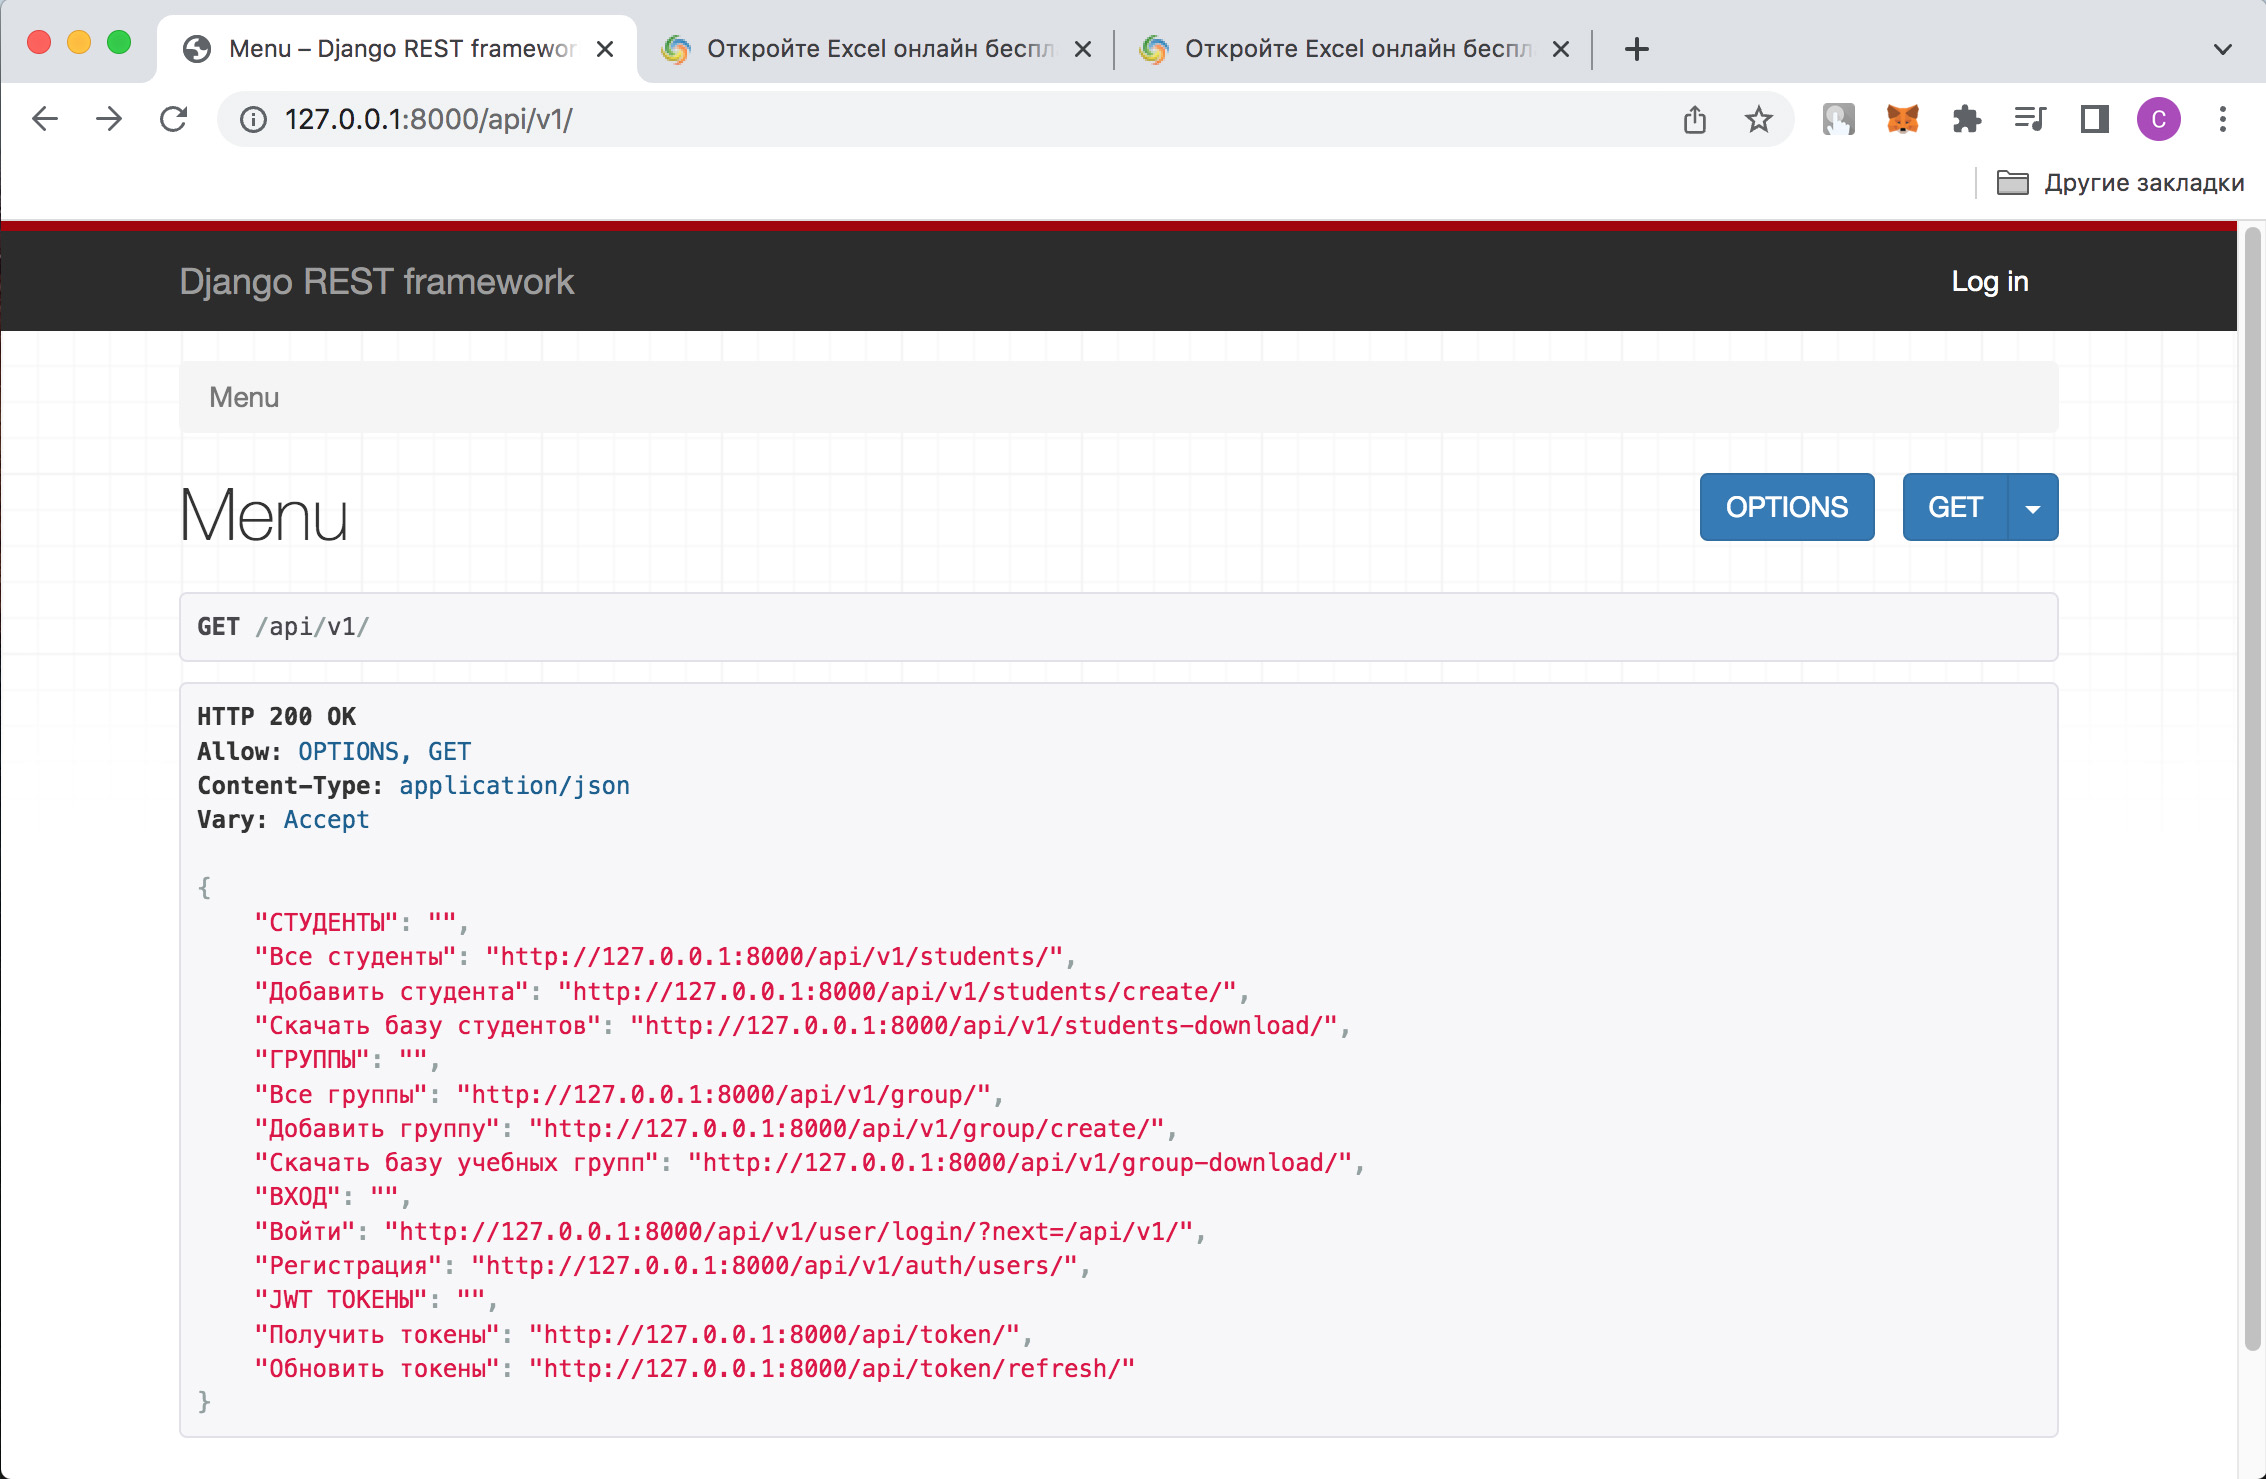 Menu – Django REST framewor
Откройте Excel онлайн беспл
Откройте Excel онлайн беспл
127.0.0.1:8000/api/v1/
C
Другие закладки
Django REST framework
Log in
Menu
Menu
OPTIONS
GET
GET /api/v1/
HTTP 200 OK
Allow: OPTIONS, GET
Content-Type: application/json
Vary: Accept
{
"СТУДЕНТЫ": "",
"Все студенты": "http://127.0.0.1:8000/api/v1/students/",
"Добавить студента": "http://127.0.0.1:8000/api/v1/students/create/",
"Скачать базу студентов": "http://127.0.0.1:8000/api/v1/students-download/",
"ГРУППЫ": "",
"Все группы": "http://127.0.0.1:8000/api/v1/group/",
"Добавить группу": "http://127.0.0.1:8000/api/v1/group/create/",
"Скачать базу учебных групп": "http://127.0.0.1:8000/api/v1/group-download/",
"ВХОД": "",
"Войти": "http://127.0.0.1:8000/api/v1/user/login/?next=/api/v1/",
"Регистрация": "http://127.0.0.1:8000/api/v1/auth/users/",
"JWT ТОКЕНЫ": "",
"Получить токены": "http://127.0.0.1:8000/api/token/",
"Обновить токены": "http://127.0.0.1:8000/api/token/refresh/"
}